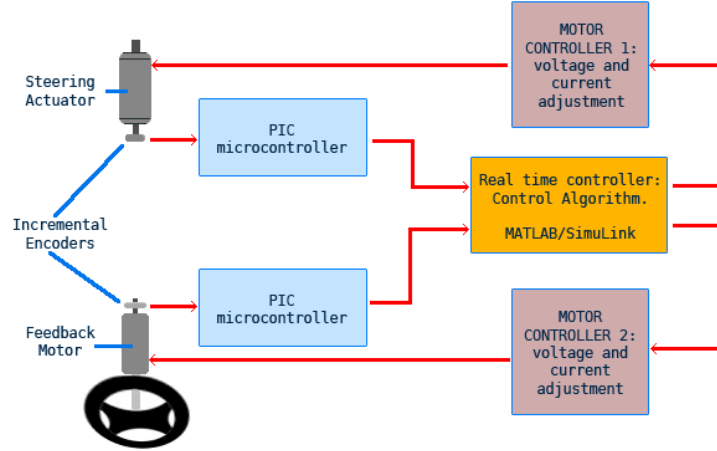 MOTOR
CONTROLLER 1:
voltage and
current
adjustment
Steering
Actuator
PIC
microcontroller
Real time controller:
Control Algorithm.
MATLAB/SimuLink
Incremental
Encoders
PIC
microcontroller
Feedback
Motor
MOTOR
CONTROLLER 2:
voltage and
current
adjustment